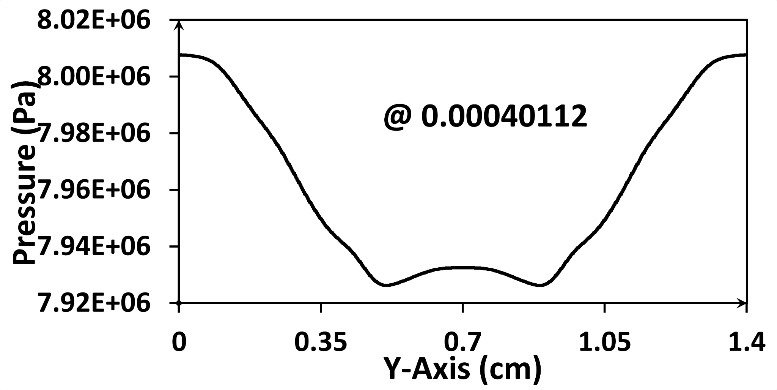 8.02E+06
8.00E+06
7.98E+06
7.96E+06
7.94E+06
7.92E+06
Pressure (Pa)
@ 0.00040112
0 0.35 0.7 1.05 1.4
Y-Axis (cm)